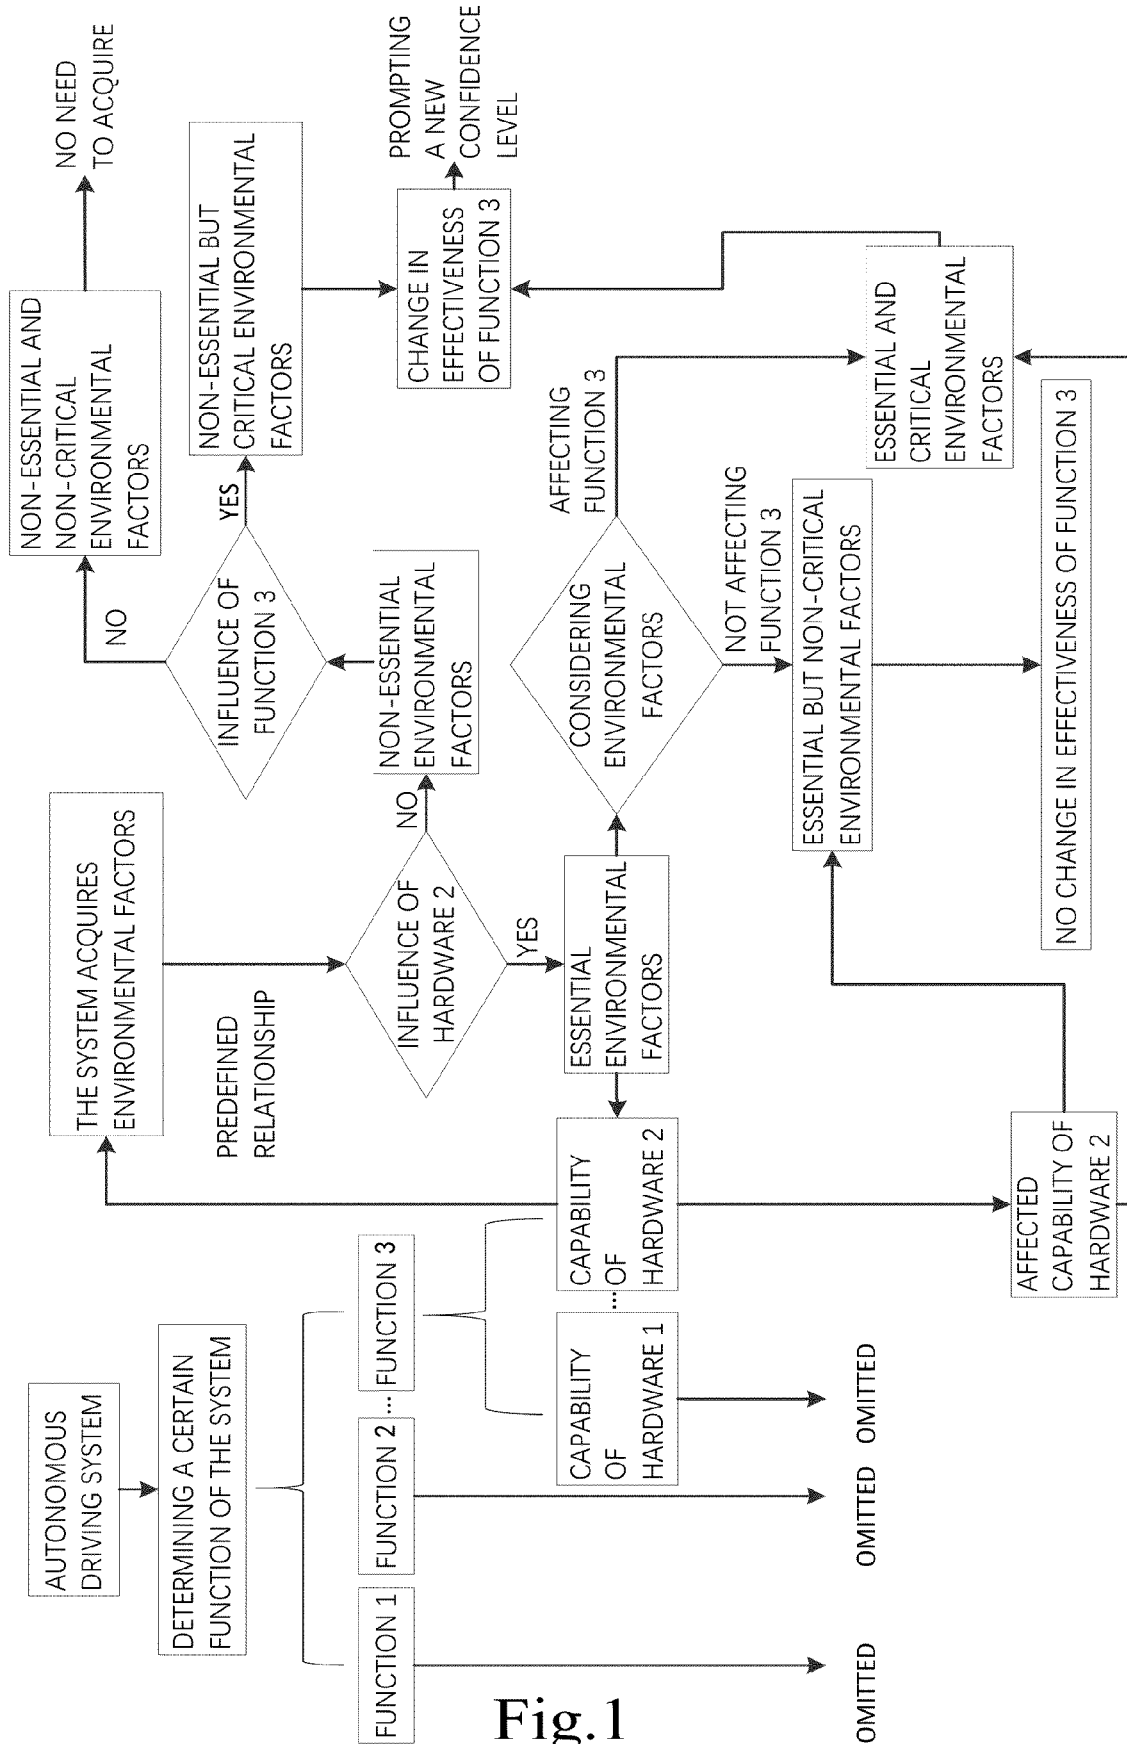 AUTONOMOUS
DRIVING SYSTEM
DETERMINING A CERTAIN
FUNCTION OF THE SYSTEM
FUNCTION 1
FUNCTION 2
...
FUNCTION 3
OMITTED
OMITTED
CAPABILITY
OF
HARDWARE 1
...
CAPABILITY
OF
HARDWARE 2
OMITTED
THE SYSTEM ACQUIRES
ENVIRONMENTAL FACTORS
PREDEFINED
RELATIONSHIP
INFLUENCE OF
HARDWARE 2
NO
YES
ESSENTIAL
ENVIRONMENTAL
FACTORS
AFFECTED
CAPABILITY OF
HARDWARE 2
NON-ESSENTIAL
ENVIRONMENTAL
FACTORS
INFLUENCE OF
FUNCTION 3
NO
YES
NON-ESSENTIAL AND
NON-CRITICAL
ENVIRONMENTAL
FACTORS
NO NEED
TO ACQUIRE
NON-ESSENTIAL BUT
CRITICAL ENVIRONMENTAL
FACTORS
CHANGE IN
EFFECTIVENESS
OF FUNCTION 3
PROMPTING
A NEW
CONFIDENCE
LEVEL
CONSIDERING
ENVIRONMENTAL
FACTORS
AFFECTING
FUNCTION 3
NOT AFFECTING
FUNCTION 3
ESSENTIAL BUT NON-CRITICAL
ENVIRONMENTAL FACTORS
ESSENTIAL AND
CRITICAL
ENVIRONMENTAL
FACTORS
NO CHANGE IN EFFECTIVENESS OF FUNCTION 3
Fig.1